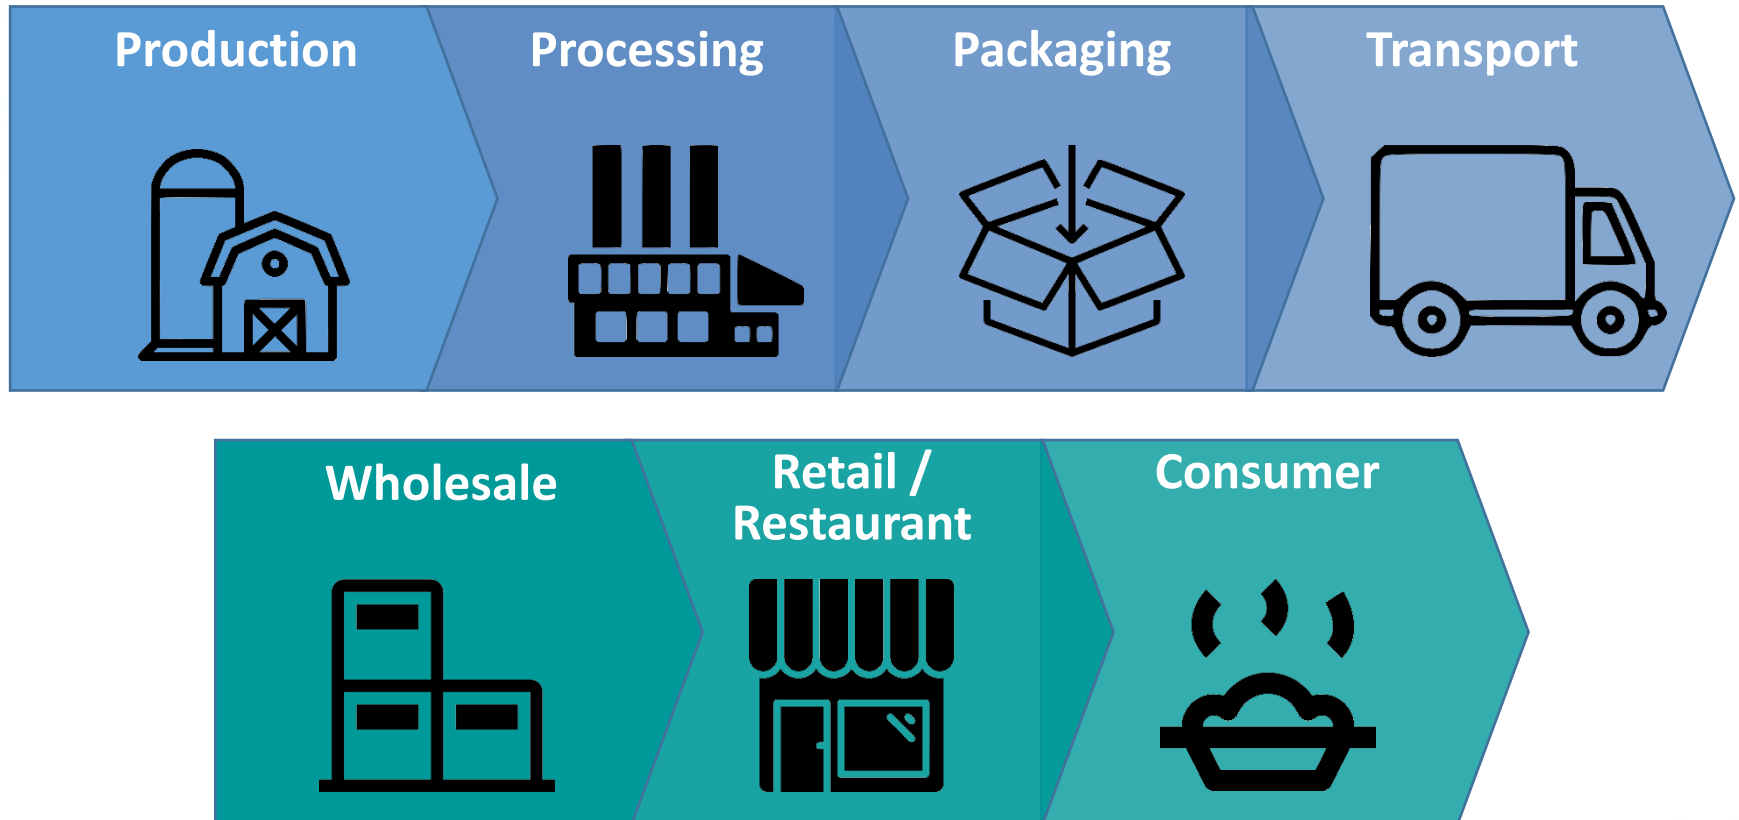 Production
Processing
Packaging
Transport
Wholesale
Retail /
Restaurant
Consumer